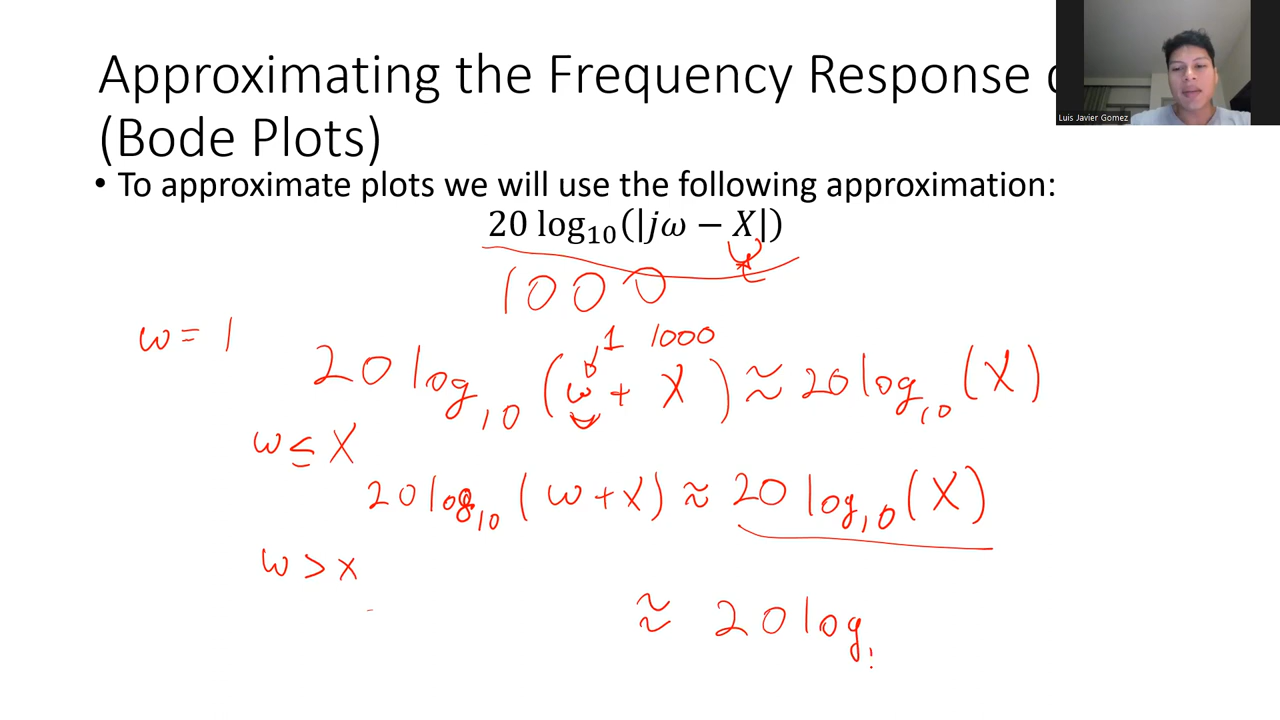 Approximating the Frequency Response
(Bode Plots)
Luis Javier Gomez
• To approximate plots we will use the following approximation:
20 log₁₀(|jω − X|)
1000
ω = 1
1 1000
20 log₁₀ (ω + X) ≈ 20 log₁₀ (X)
ω ≤ X
20 log₁₀ (ω + X) ≈ 20 log₁₀ (X)
ω > x
≈ 20 log